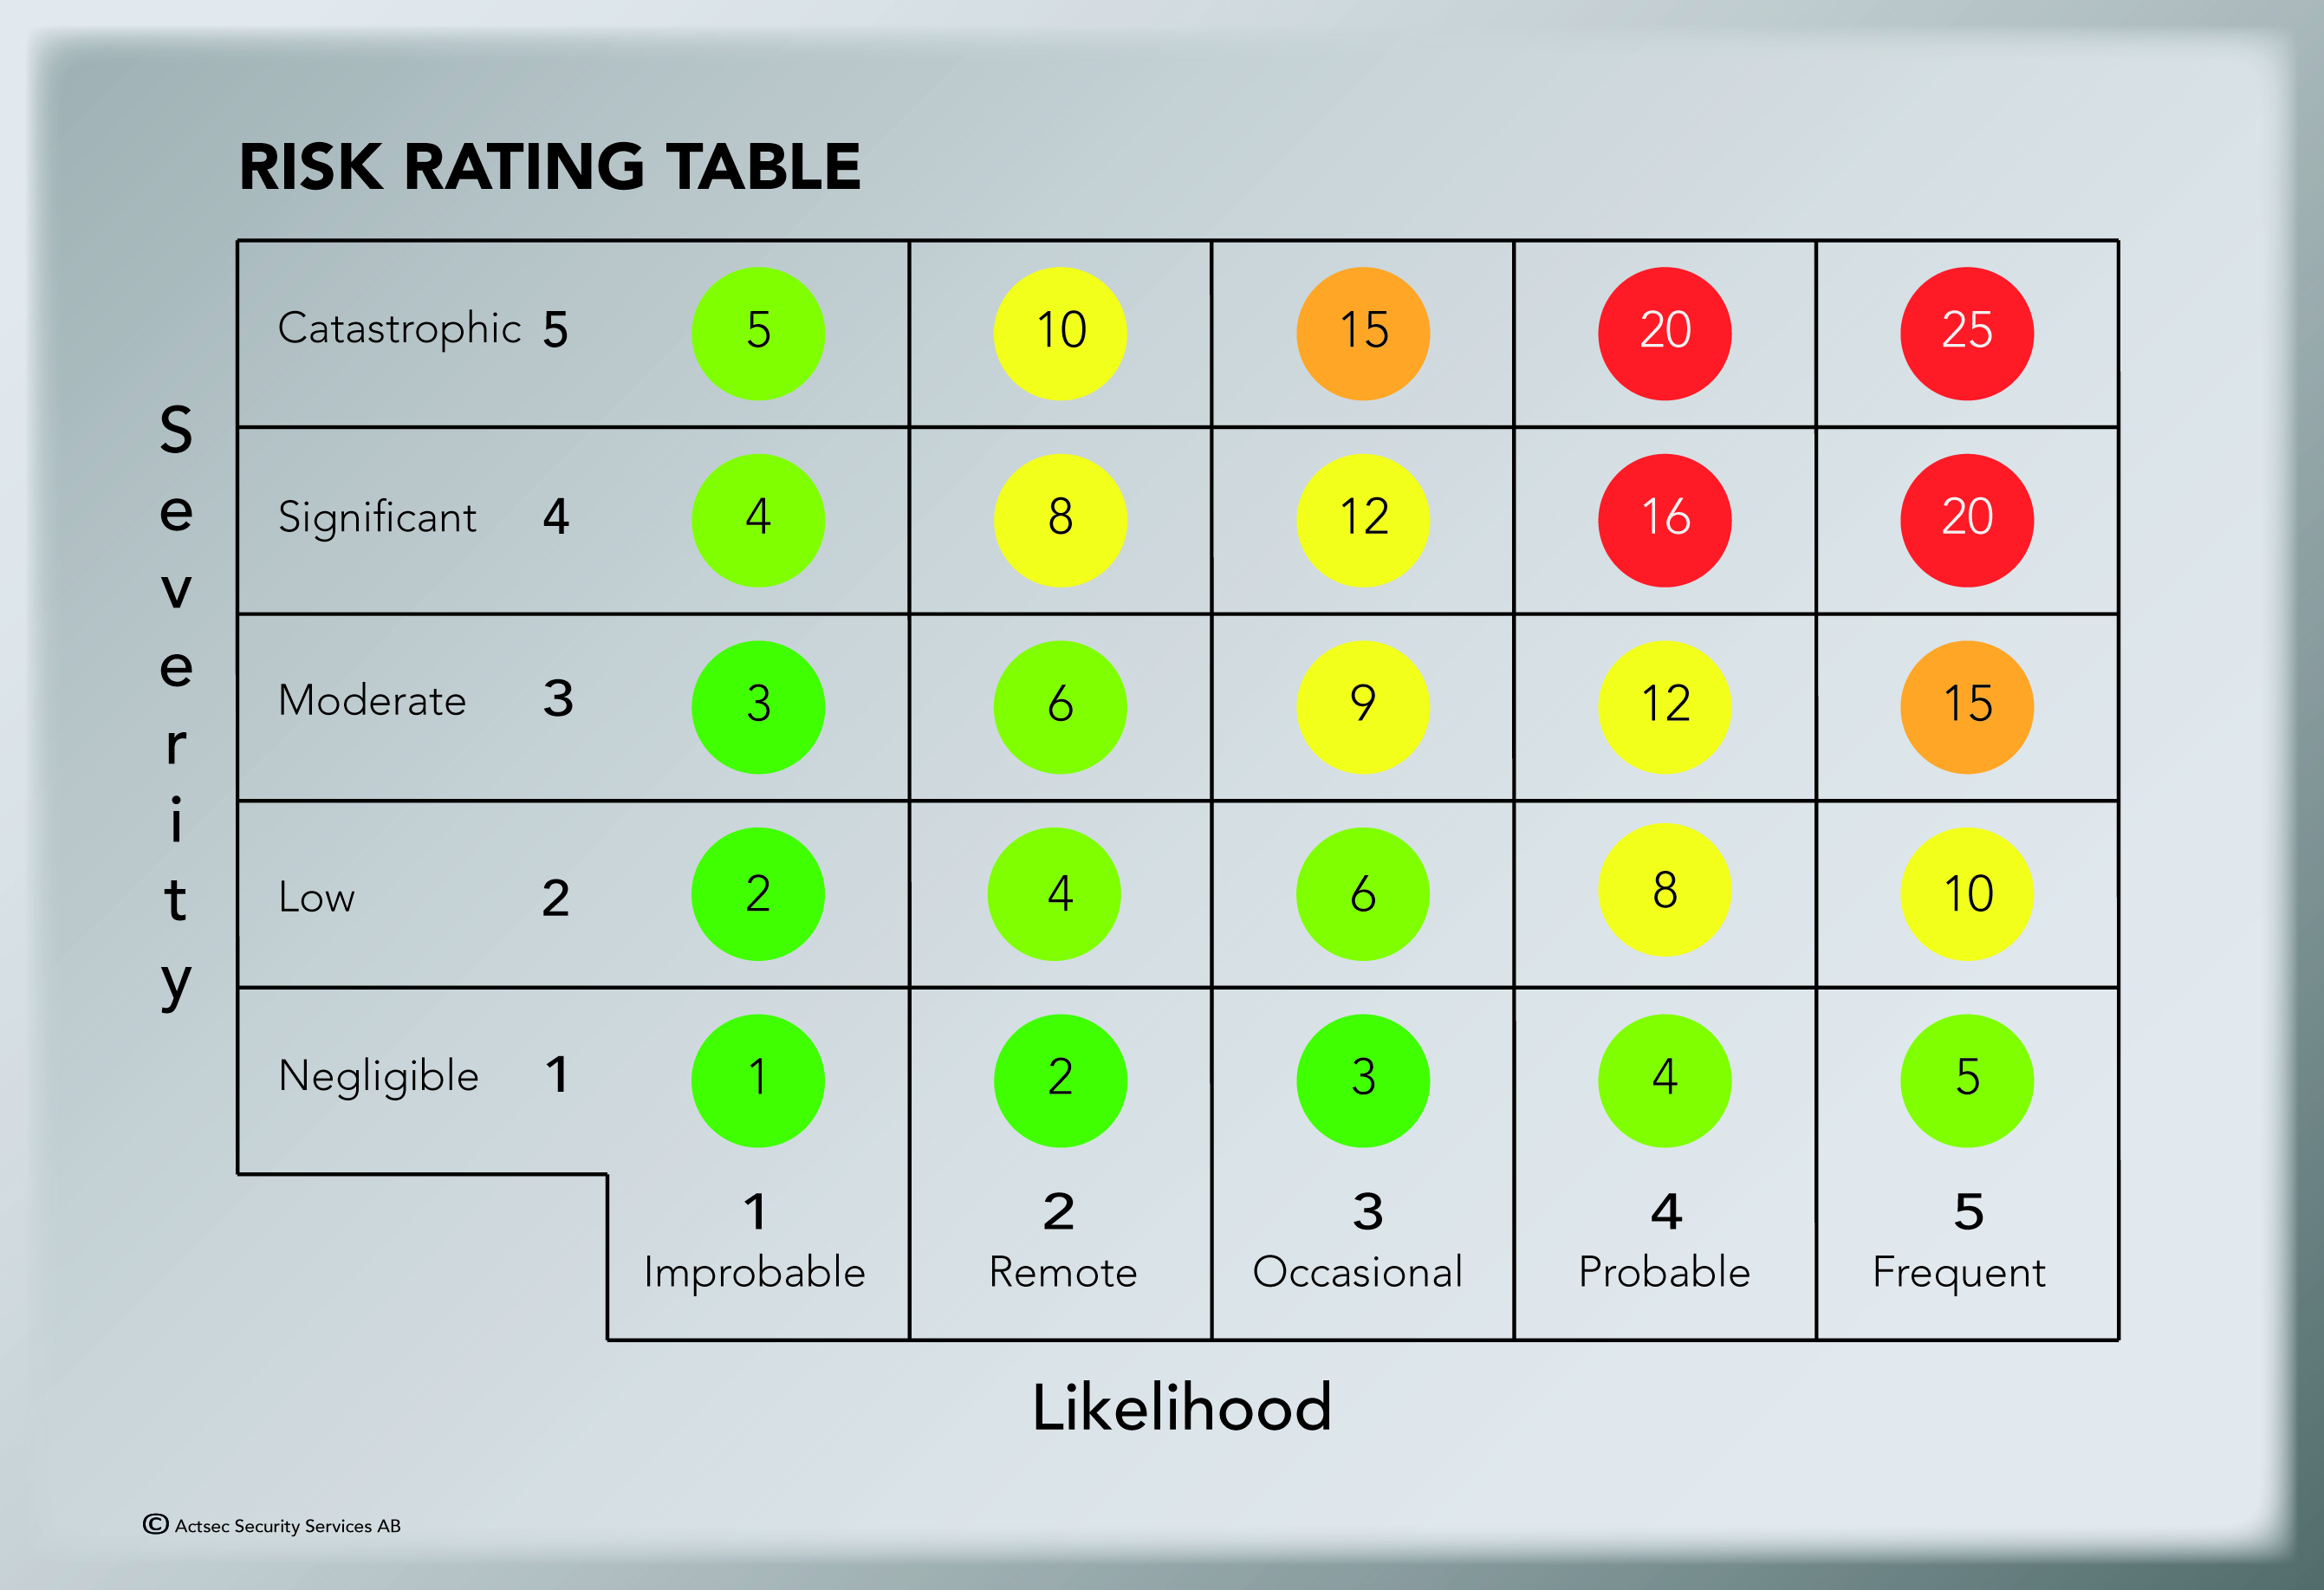 RISK RATING TABLE
Severity
Catastrophic 5 5 10 15 20 25
Significant 4 4 8 12 16 20
Moderate 3 3 6 9 12 15
Low 2 2 4 6 8 10
Negligible 1 1 2 3 4 5
1 2 3 4 5
Improbable Remote Occasional Probable Frequent
Likelihood
© Actsec Security Services AB